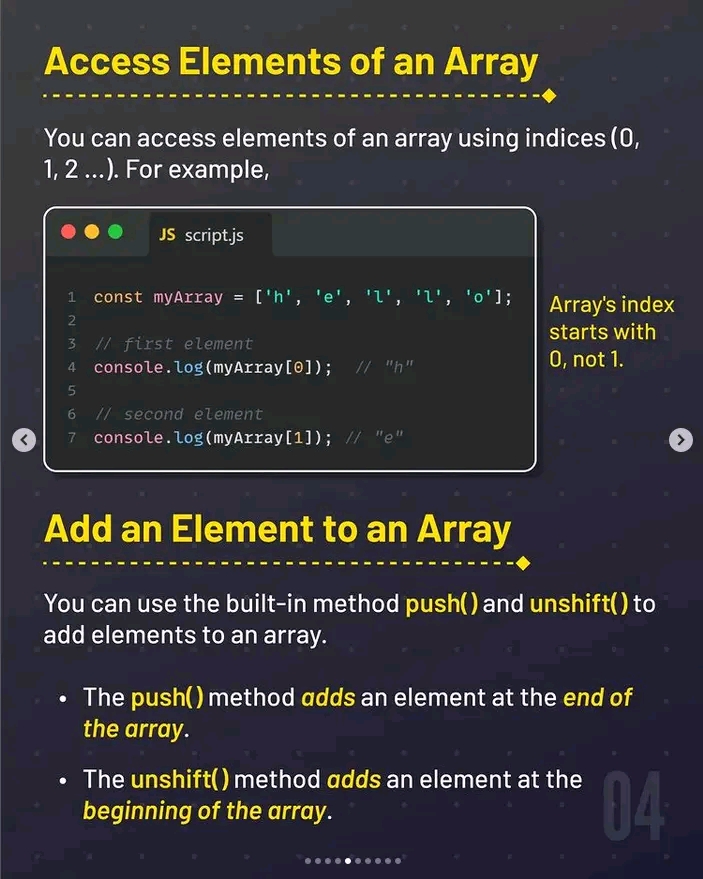 Access Elements of an Array
You can access elements of an array using indices (0,
1, 2 ...). For example,
JS script.js
1 const myArray = ['h', 'e', 'l', 'l', 'o'];
2
3 // first element
4 console.log(myArray[0]); // "h"
5
6 // second element
7 console.log(myArray[1]); // "e"
Array's index
starts with
0, not 1.
Add an Element to an Array
You can use the built-in method push() and unshift() to
add elements to an array.
• The push() method adds an element at the end of
the array.
• The unshift() method adds an element at the
beginning of the array.
04